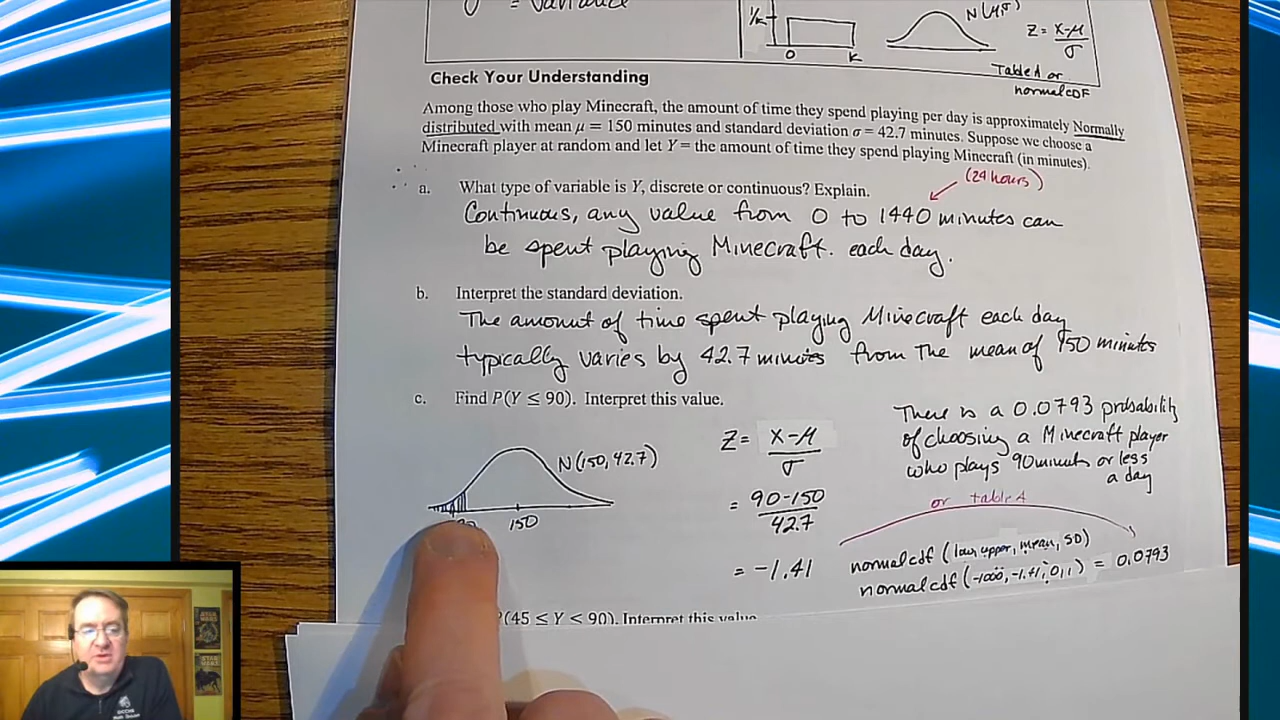 σ² = Variance
1/k
0 k
N(μ,σ)
Z = x-μ
σ
Table A or
normalCDF
Check Your Understanding
Among those who play Minecraft, the amount of time they spend playing per day is approximately Normally
distributed with mean μ = 150 minutes and standard deviation σ = 42.7 minutes. Suppose we choose a
Minecraft player at random and let Y = the amount of time they spend playing Minecraft (in minutes).
a. What type of variable is Y, discrete or continuous? Explain.
(24 hours)
Continuous, any value from 0 to 1440 minutes can
be spent playing Minecraft. each day.
b. Interpret the standard deviation.
The amount of time spent playing Minecraft each day
typically varies by 42.7 minutes from the mean of 150 minutes
c. Find P(Y ≤ 90). Interpret this value.
N(150, 42.7)
150
Z = x-μ
σ
= 90-150
42.7
= -1.41
There is a 0.0793 probability
of choosing a Minecraft player
who plays 90 minutes or less
a day
or table A
normalcdf (low, upper, mean, SD)
normalcdf (-1000, -1.41, 0, 1) = 0.0793
P(45 ≤ Y ≤ 90). Interpret this value